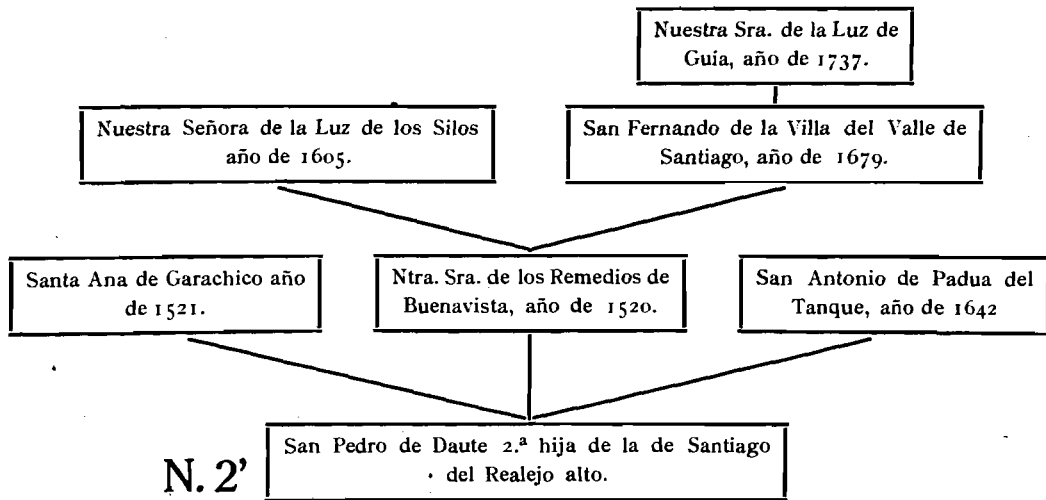 Nuestra Sra. de la Luz de
Guía, año de 1737.
Nuestra Señora de la Luz de los Silos
año de 1605.
San Fernando de la Villa del Valle de
Santiago, año de 1679.
Santa Ana de Garachico año
de 1521.
Ntra. Sra. de los Remedios de
Buenavista, año de 1520.
San Antonio de Padua del
Tanque, año de 1642
N. 2'
San Pedro de Daute 2.ª hija de la de Santiago
del Realejo alto.